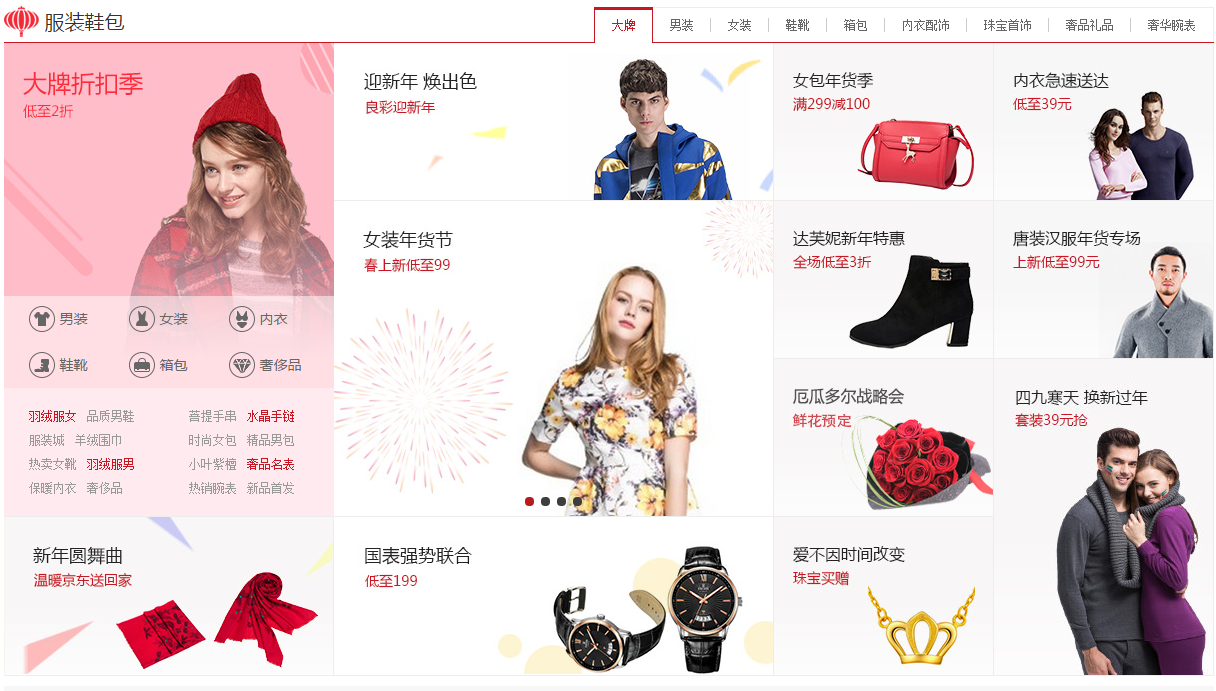 服装鞋包
大牌 男装 女装 鞋靴 箱包 内衣配饰 珠宝首饰 奢品礼品 奢华腕表
大牌折扣季
低至2折
男装 女装 内衣
鞋靴 箱包 奢侈品
羽绒服女 品质男鞋 菩提手串 水晶手链
服装城 羊绒围巾 时尚女包 精品男包
热卖女靴 羽绒服男 小叶紫檀 奢品名表
保暖内衣 奢侈品 热销腕表 新品首发
新年圆舞曲
温暖京东送回家
迎新年 焕出色
良彩迎新年
女装年货节
春上新低至99
国表强势联合
低至199
女包年货季
满299减100
达芙妮新年特惠
全场低至3折
厄瓜多尔战略会
鲜花预定
爱不因时间改变
珠宝买赠
内衣急速送达
低至39元
唐装汉服年货专场
上新低至99元
四九寒天 换新过年
套装39元抢